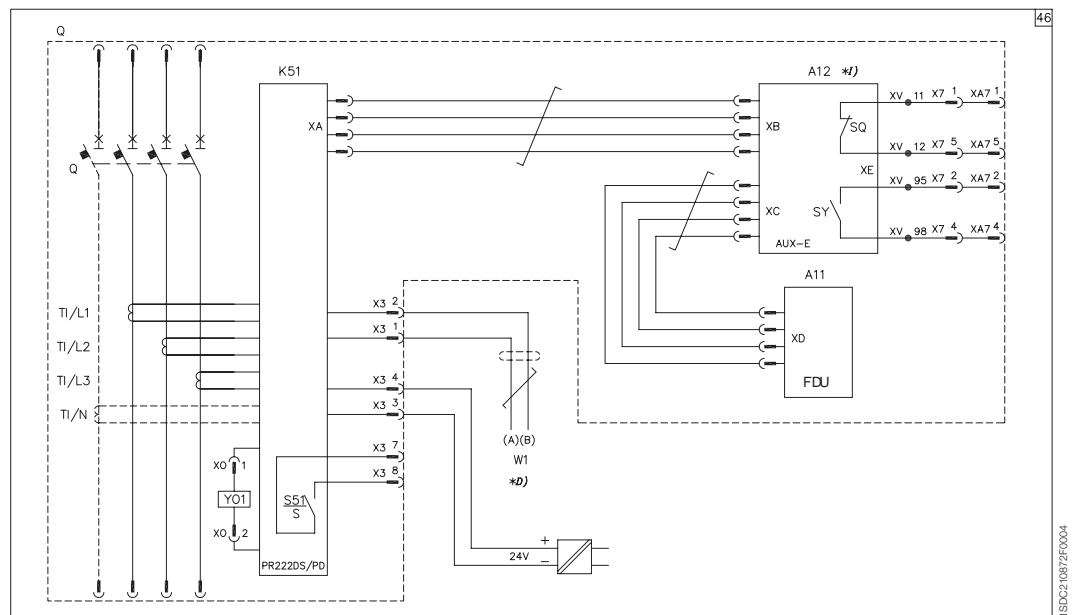 46
Q
K51
A12 *I)
XA
XB
XV 11 X7 1 XA7 1
SQ
XV 12 X7 5 XA7 5
XE
XV 95 X7 2 XA7 2
Q
XC
SY
XV 98 X7 4 XA7 4
AUX-E
A11
TI/L1
X3 2
X3 1
XD
TI/L2
TI/L3
X3 4
FDU
TI/N
X3 3
(A)(B)
W1
*D)
X3 7
XO 1
X3 8
YO1
S51
S
XO 2
+
24V
–
PR222DS/PD
1SDC210872F0004